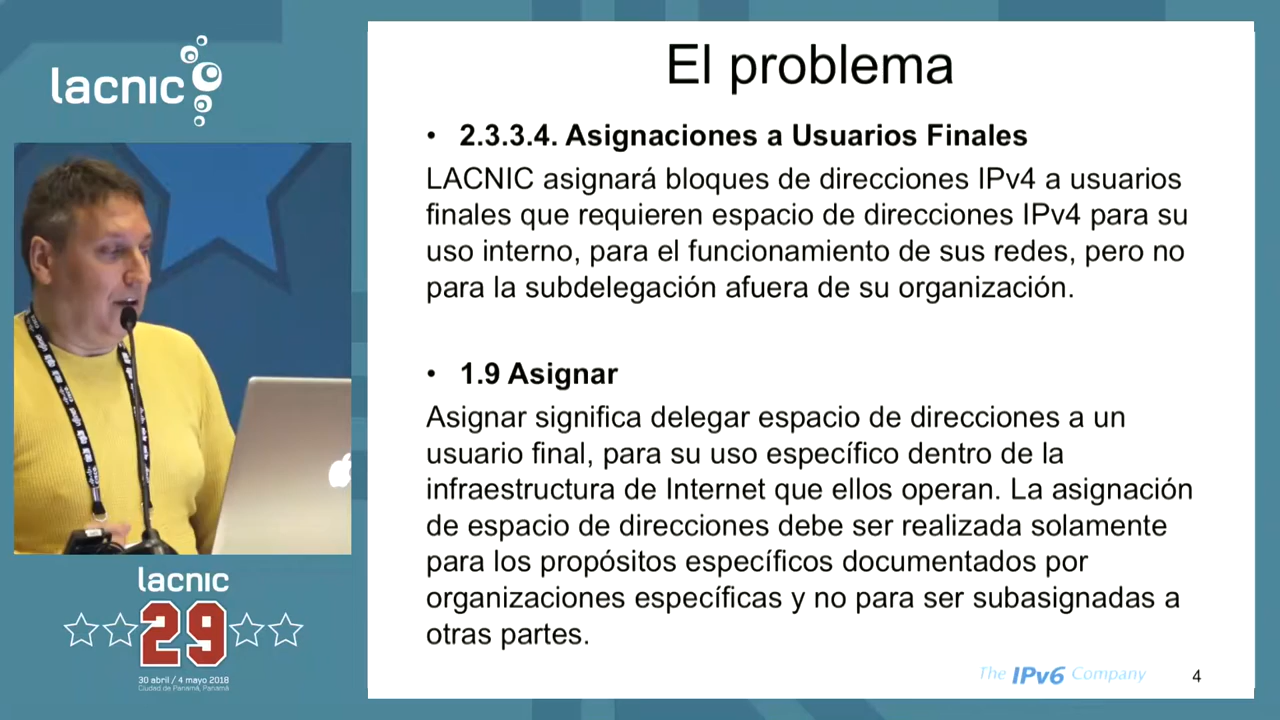 lacnic
lacnic
29
30 abril / 4 mayo 2018
Ciudad de Panamá, Panamá
El problema
• 2.3.3.4. Asignaciones a Usuarios Finales
LACNIC asignará bloques de direcciones IPv4 a usuarios
finales que requieren espacio de direcciones IPv4 para su
uso interno, para el funcionamiento de sus redes, pero no
para la subdelegación afuera de su organización.
• 1.9 Asignar
Asignar significa delegar espacio de direcciones a un
usuario final, para su uso específico dentro de la
infraestructura de Internet que ellos operan. La asignación
de espacio de direcciones debe ser realizada solamente
para los propósitos específicos documentados por
organizaciones específicas y no para ser subasignadas a
otras partes.
The IPv6 Company
4